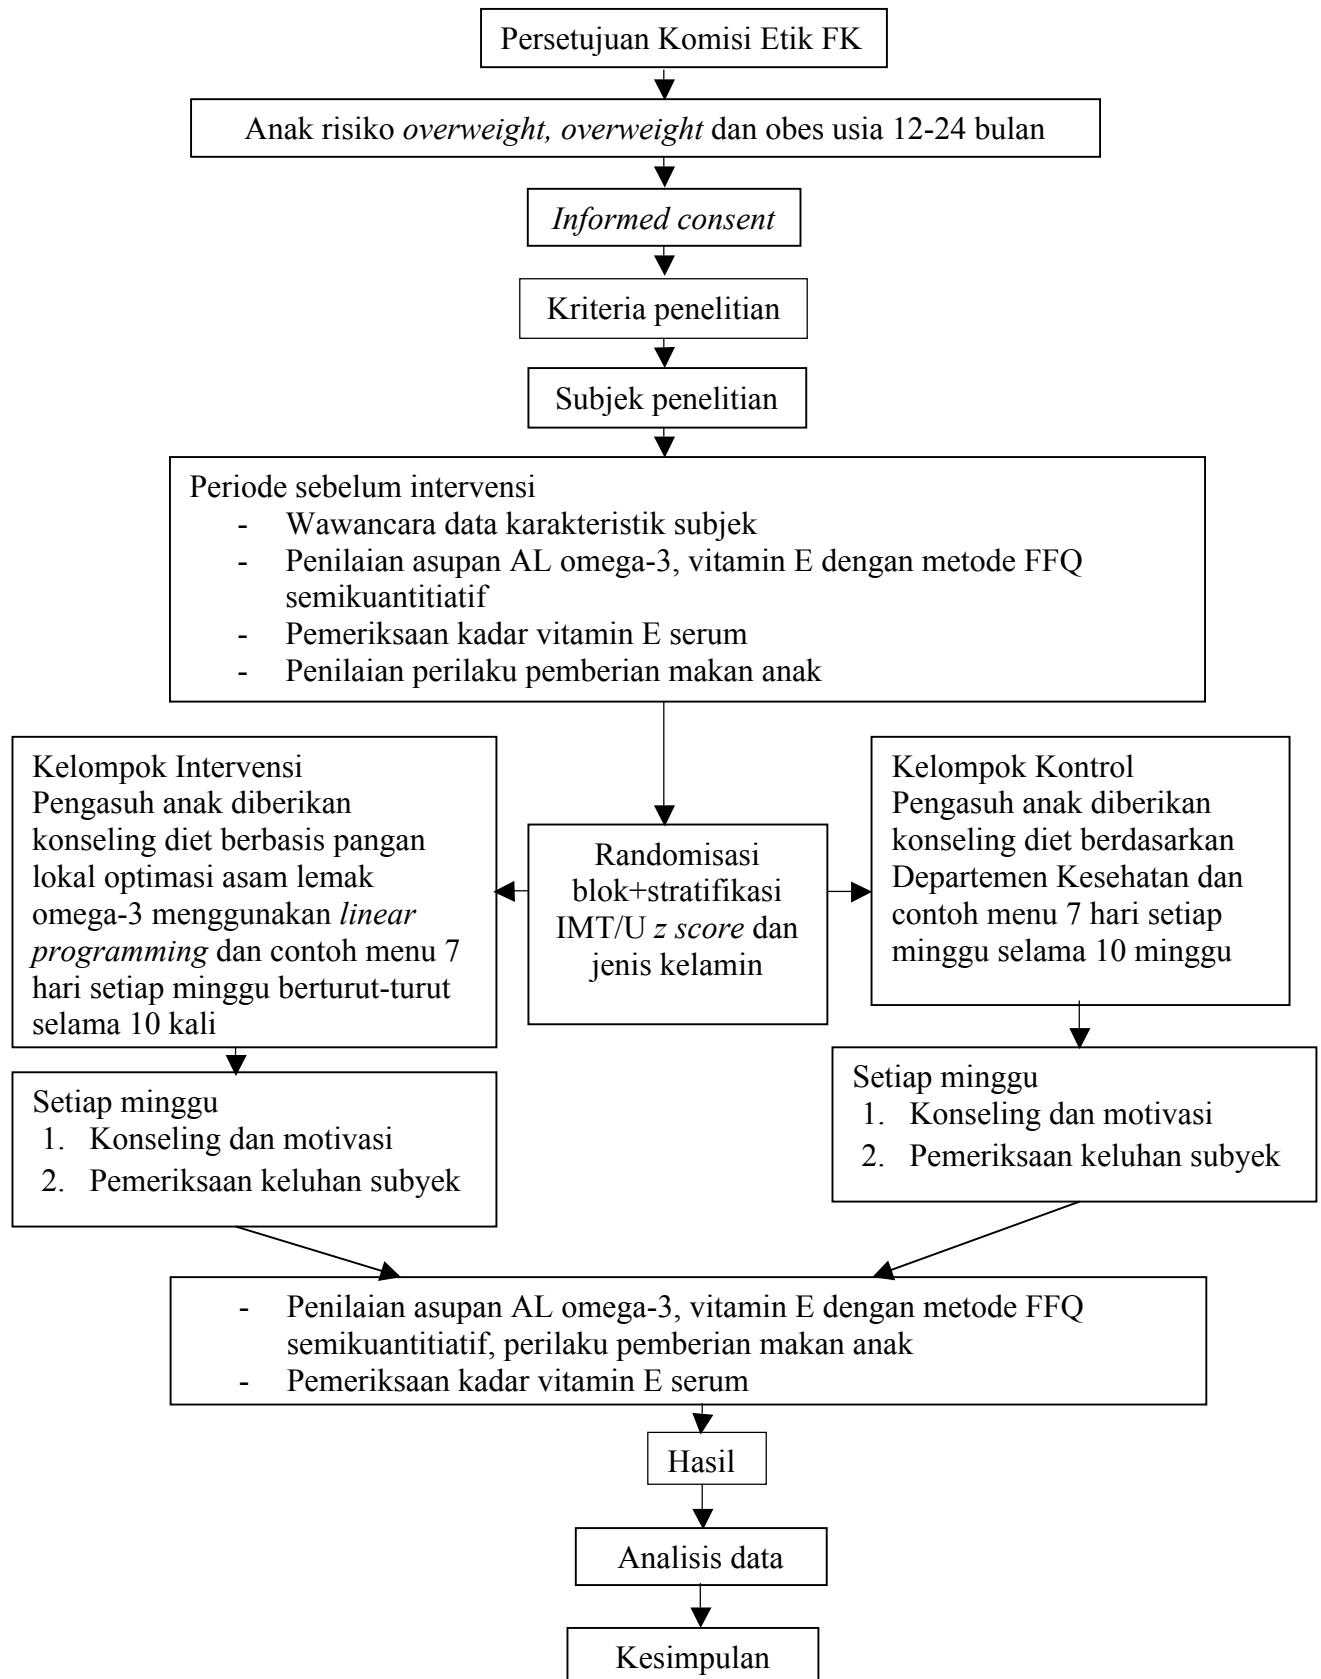 Persetujuan Komisi Etik FK
Anak risiko overweight, overweight dan obes usia 12-24 bulan
Informed consent
Kriteria penelitian
Subjek penelitian
Periode sebelum intervensi
- Wawancara data karakteristik subjek
- Penilaian asupan AL omega-3, vitamin E dengan metode FFQ
semikuantitiatif
- Pemeriksaan kadar vitamin E serum
- Penilaian perilaku pemberian makan anak
Kelompok Intervensi
Pengasuh anak diberikan
konseling diet berbasis pangan
lokal optimasi asam lemak
omega-3 menggunakan linear
programming dan contoh menu 7
hari setiap minggu berturut-turut
selama 10 kali
Randomisasi
blok+stratifikasi
IMT/U z score dan
jenis kelamin
Kelompok Kontrol
Pengasuh anak diberikan
konseling diet berdasarkan
Departemen Kesehatan dan
contoh menu 7 hari setiap
minggu selama 10 minggu
Setiap minggu
1. Konseling dan motivasi
2. Pemeriksaan keluhan subyek
Setiap minggu
1. Konseling dan motivasi
2. Pemeriksaan keluhan subyek
- Penilaian asupan AL omega-3, vitamin E dengan metode FFQ
semikuantitiatif, perilaku pemberian makan anak
- Pemeriksaan kadar vitamin E serum
Hasil
Analisis data
Kesimpulan